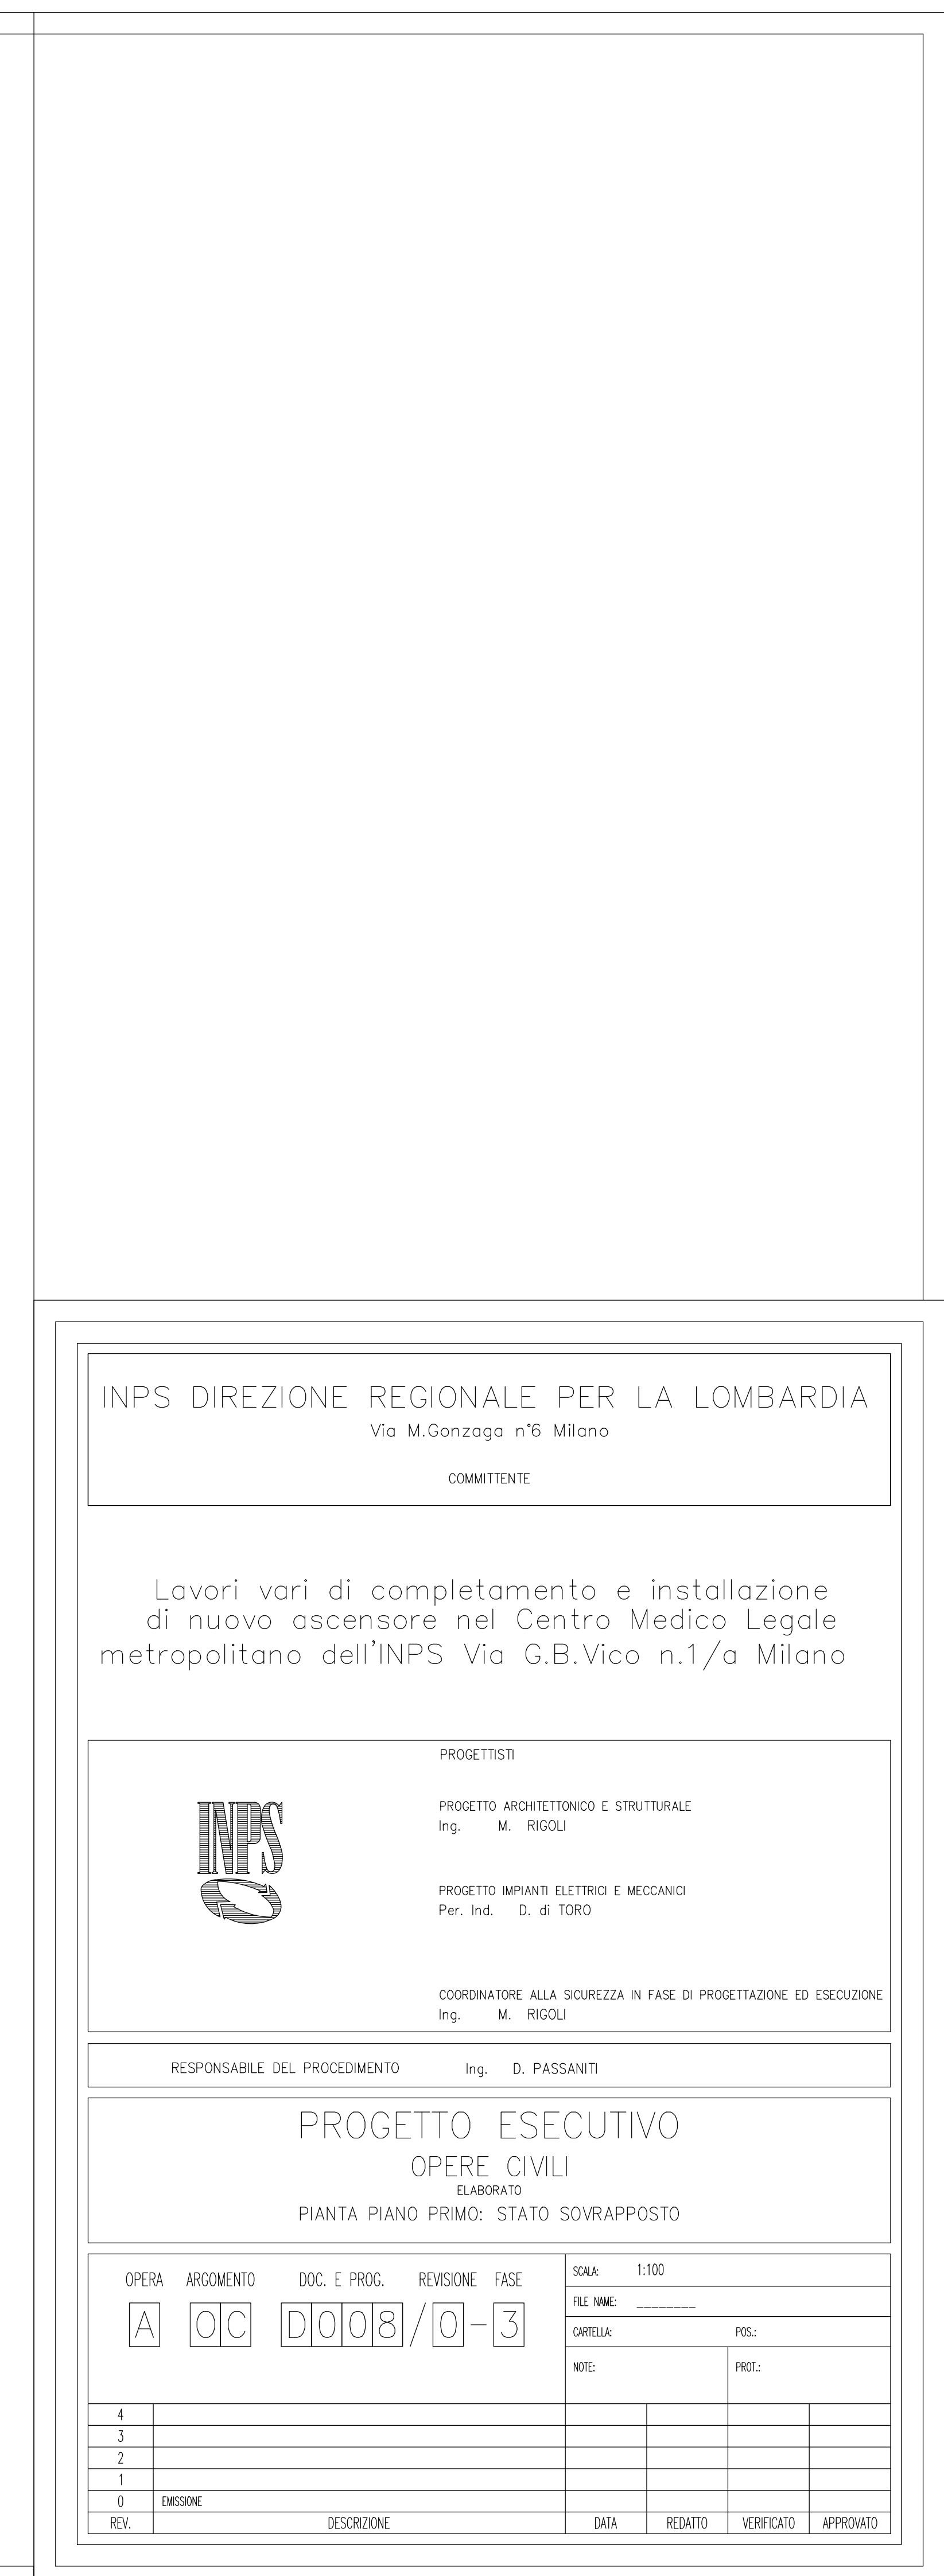 INPS DIREZIONE REGIONALE PER LA LOMBARDIA
Via M.Gonzaga n°6 Milano
COMMITTENTE
Lavori vari di completamento e installazione
di nuovo ascensore nel Centro Medico Legale
metropolitano dell'INPS Via G.B.Vico n.1/a Milano
PROGETTISTI
PROGETTO ARCHITETTONICO E STRUTTURALE
Ing. M. RIGOLI
INPS
PROGETTO IMPIANTI ELETTRICI E MECCANICI
Per. Ind. D. di TORO
COORDINATORE ALLA SICUREZZA IN FASE DI PROGETTAZIONE ED ESECUZIONE
Ing. M. RIGOLI
RESPONSABILE DEL PROCEDIMENTO Ing. D. PASSANITI
PROGETTO ESECUTIVO
OPERE CIVILI
ELABORATO
PIANTA PIANO PRIMO: STATO SOVRAPPOSTO
OPERA ARGOMENTO DOC. E PROG. REVISIONE FASE
A OC D008/0-3
SCALA: 1:100
FILE NAME: ________
CARTELLA: POS.:
NOTE: PROT.:
4
3
2
1
0 EMISSIONE
REV. DESCRIZIONE DATA REDATTO VERIFICATO APPROVATO